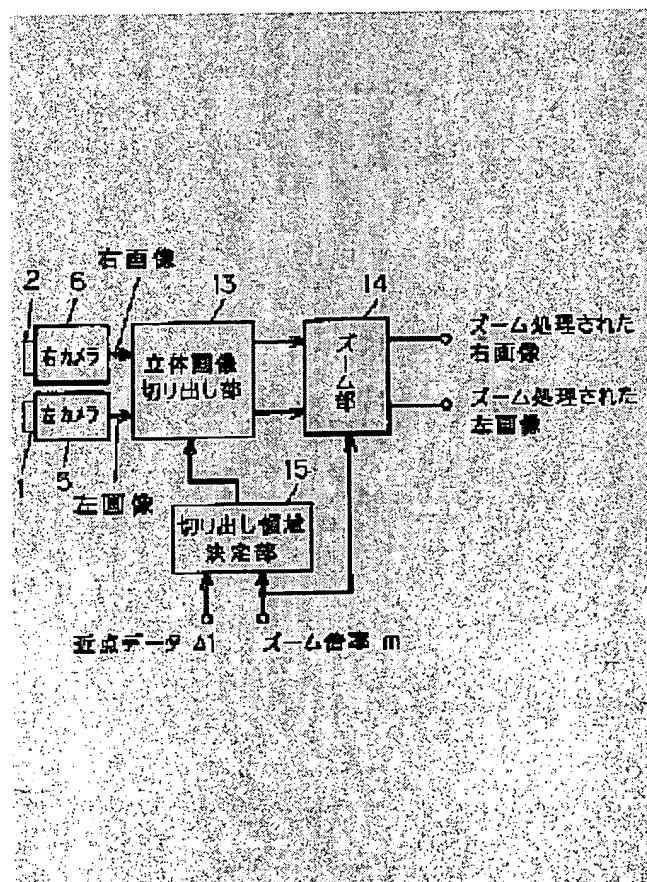 右画像
2 6 13 14
右カメラ
立体画像
切り出し部
ズーム部
ズーム処理された
右画像
左カメラ
ズーム処理された
左画像
1 5
左画像
15
切り出し領域
決定部
近点データ Δ1
ズーム倍率 m